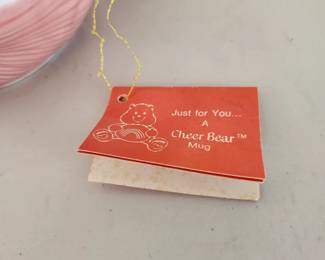 Just for You...
A
Cheer Bear™
Mug